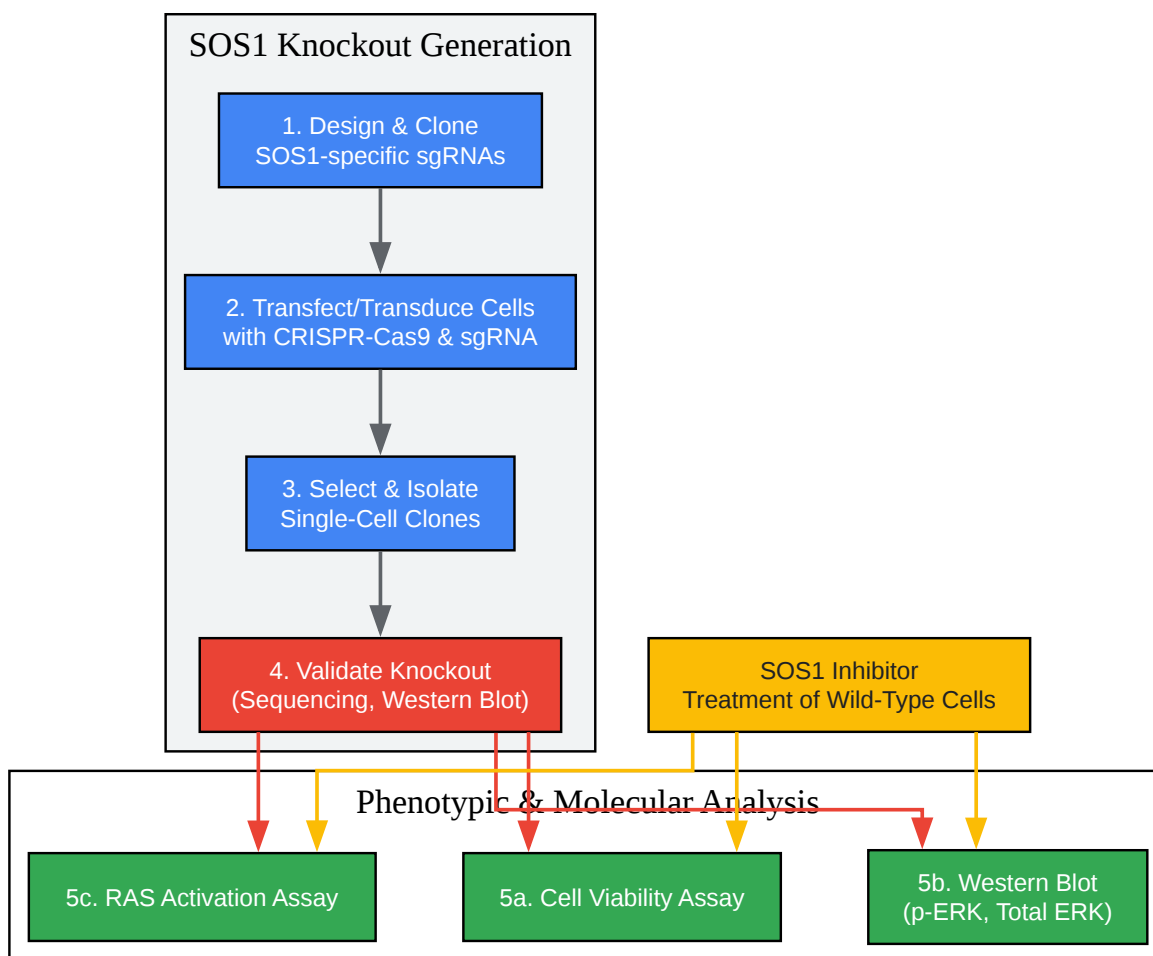 SOS1 Knockout Generation
1. Design & Clone
SOS1-specific sgRNAs
2. Transfect/Transduce Cells
with CRISPR-Cas9 & sgRNA
3. Select & Isolate
Single-Cell Clones
4. Validate Knockout
(Sequencing, Western Blot)
SOS1 Inhibitor
Treatment of Wild-Type Cells
Phenotypic & Molecular Analysis
5c. RAS Activation Assay
5a. Cell Viability Assay
5b. Western Blot
(p-ERK, Total ERK)